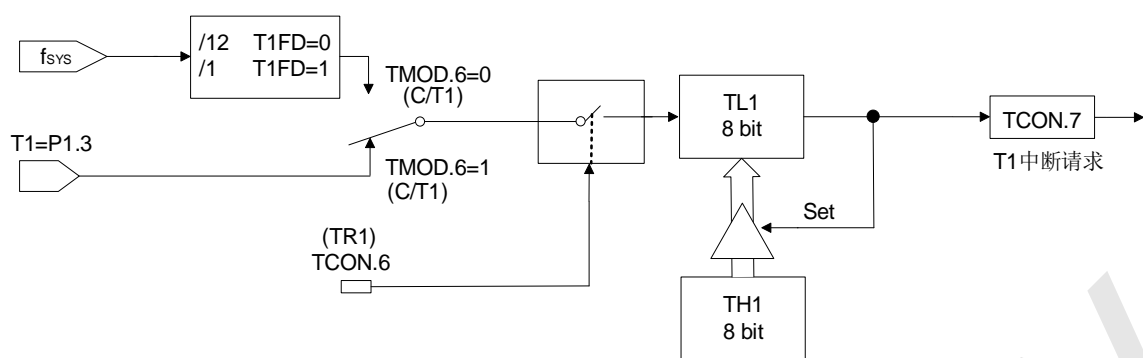 fSYS
/12 T1FD=0
/1 T1FD=1
TMOD.6=0
(C/T1)
T1=P1.3
TMOD.6=1
(C/T1)
(TR1)
TCON.6
TL1
8 bit
TCON.7
T1中断请求
Set
TH1
8 bit